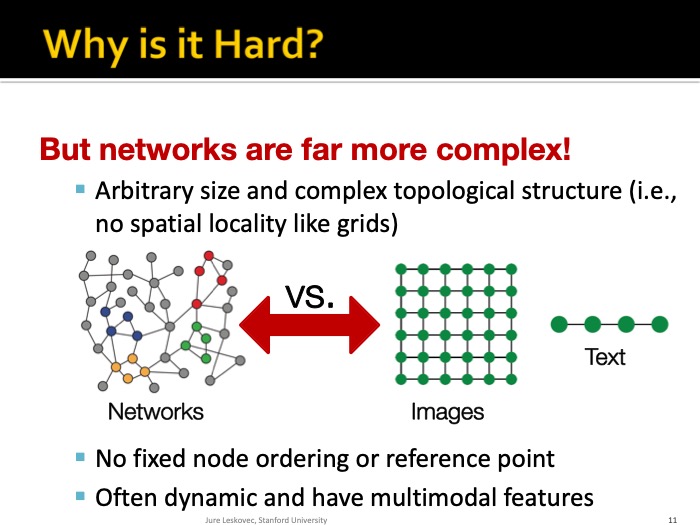 Why is it Hard?
But networks are far more complex!
Arbitrary size and complex topological structure (i.e.,
no spatial locality like grids)
vs.
Text
Networks
Images
No fixed node ordering or reference point
Often dynamic and have multimodal features
Jure Leskovec, Stanford University
11